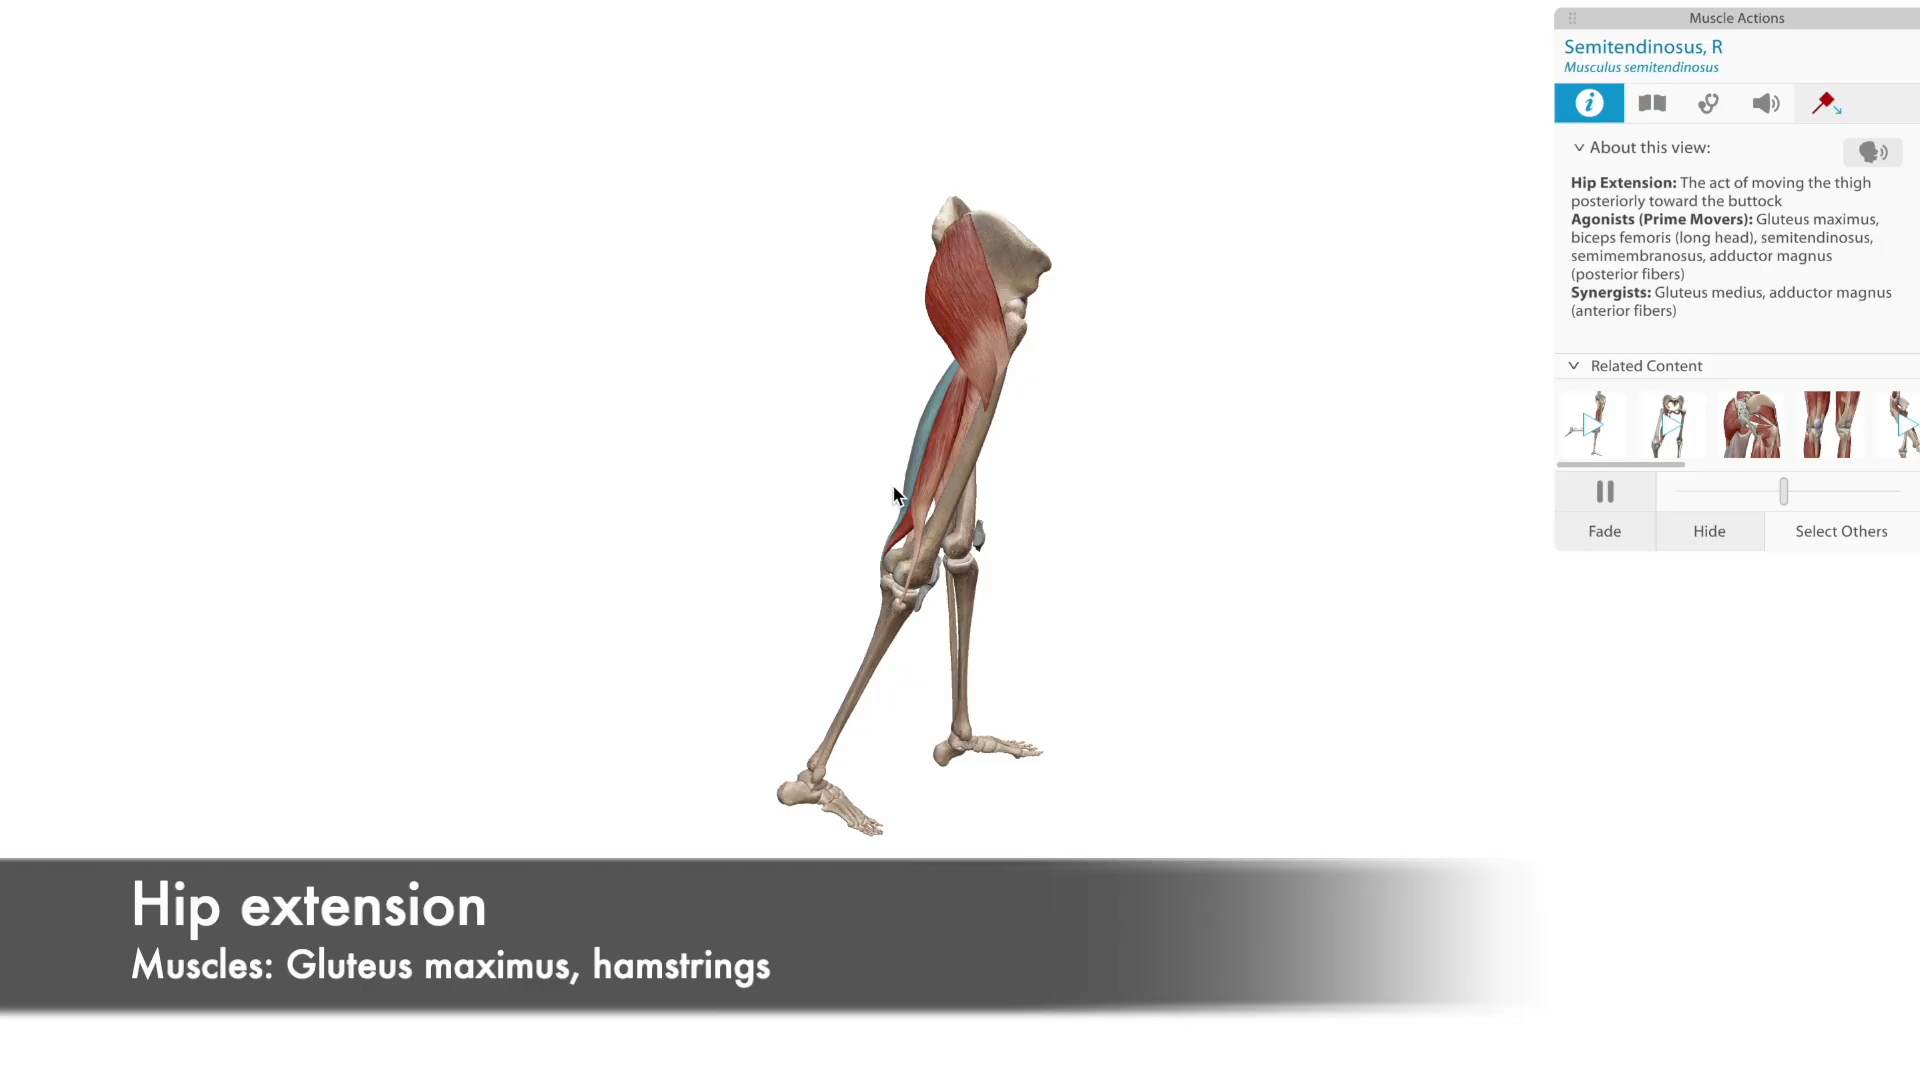 Muscle Actions
Semitendinosus, R
Musculus semitendinosus
About this view:
Hip Extension: The act of moving the thigh
posteriorly toward the buttock
Agonists (Prime Movers): Gluteus maximus,
biceps femoris (long head), semitendinosus,
semimembranosus, adductor magnus
(posterior fibers)
Synergists: Gluteus medius, adductor magnus
(anterior fibers)
Related Content
Fade Hide Select Others
Hip extension
Muscles: Gluteus maximus, hamstrings